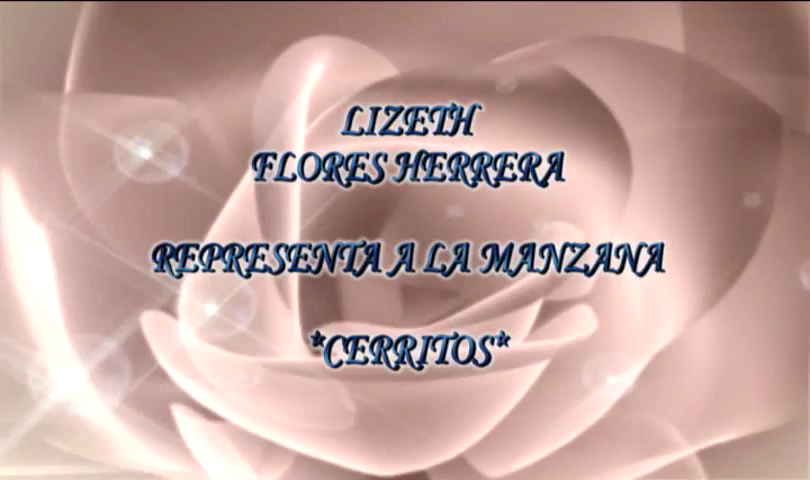 LIZETH
FLORES HERRERA
REPRESENTA A LA MANZANA
*CERRITOS*